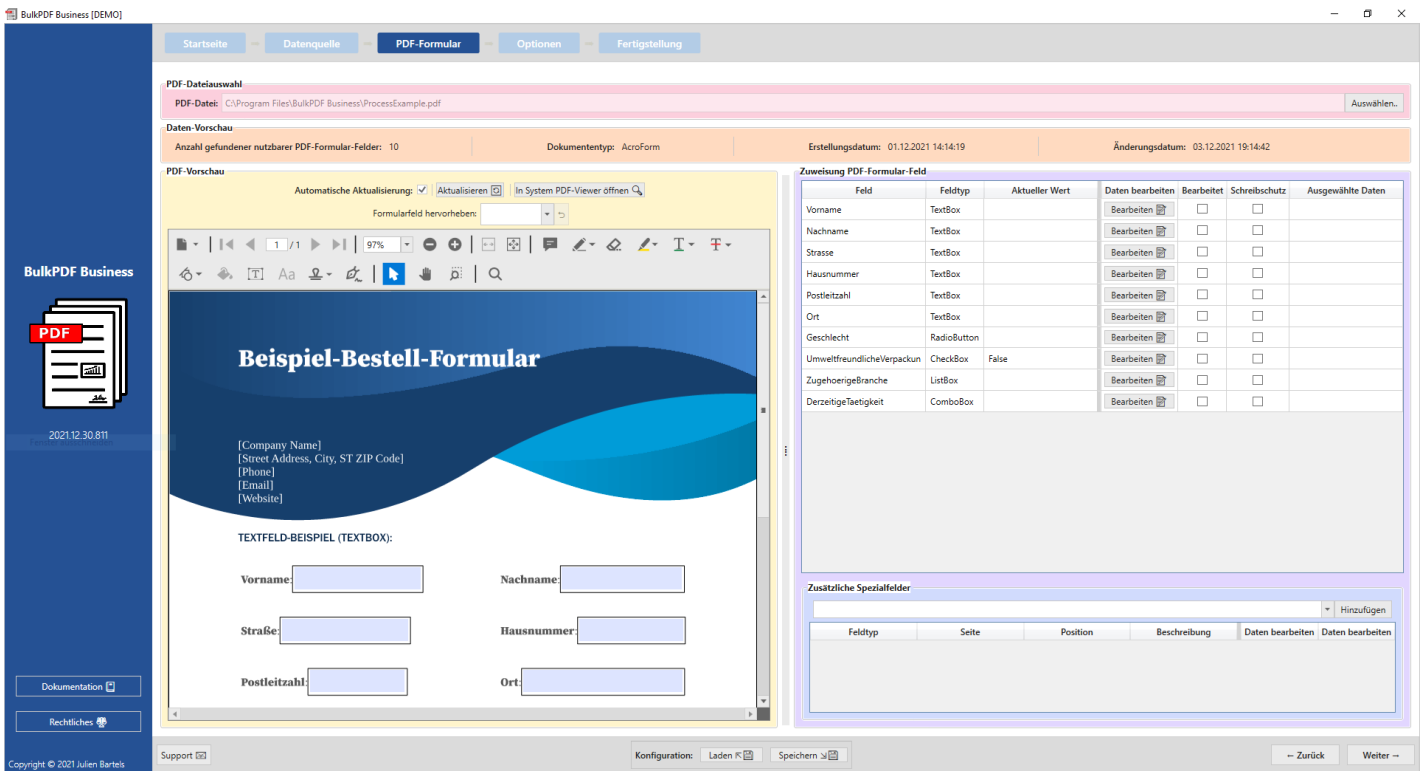 BulkPDF Business [DEMO]
Startseite
Datenquelle
PDF-Formular
Optionen
Fertigstellung
PDF-Dateiauswahl
PDF-Datei: C:\Program Files\BulkPDF Business\ProcessExample.pdf
Auswählen..
Daten-Vorschau
Anzahl gefundener nutzbarer PDF-Formular-Felder: 10
Dokumententyp: AcroForm
Erstellungsdatum: 01.12.2021 14:14:19
Änderungsdatum: 03.12.2021 19:14:42
BulkPDF Business
PDF
2021.12.30.811
Dokumentation
Rechtliches
Copyright © 2021 Julien Bartels
PDF-Vorschau
Automatische Aktualisierung:
Aktualisieren
In System PDF-Viewer öffnen
Formularfeld hervorheben:
1 / 1
97%
T
T
T
Aa
Beispiel-Bestell-Formular
[Company Name]
[Street Address, City, ST ZIP Code]
[Phone]
[Email]
[Website]
TEXTFELD-BEISPIEL (TEXTBOX):
Vorname:
Nachname:
Straße:
Hausnummer:
Postleitzahl:
Ort:
Zuweisung PDF-Formular-Feld
Feld Feldtyp Aktueller Wert Daten bearbeiten Bearbeitet Schreibschutz Ausgewählte Daten
Vorname TextBox Bearbeiten
Nachname TextBox Bearbeiten
Strasse TextBox Bearbeiten
Hausnummer TextBox Bearbeiten
Postleitzahl TextBox Bearbeiten
Ort TextBox Bearbeiten
Geschlecht RadioButton Bearbeiten
UmweltfreundlicheVerpackun CheckBox False Bearbeiten
ZugehoerigeBranche ListBox Bearbeiten
DerzeitigeTaetigkeit ComboBox Bearbeiten
Zusätzliche Spezialfelder
Hinzufügen
Feldtyp Seite Position Beschreibung Daten bearbeiten Daten bearbeiten
Support
Konfiguration:
Laden
Speichern
← Zurück
Weiter →